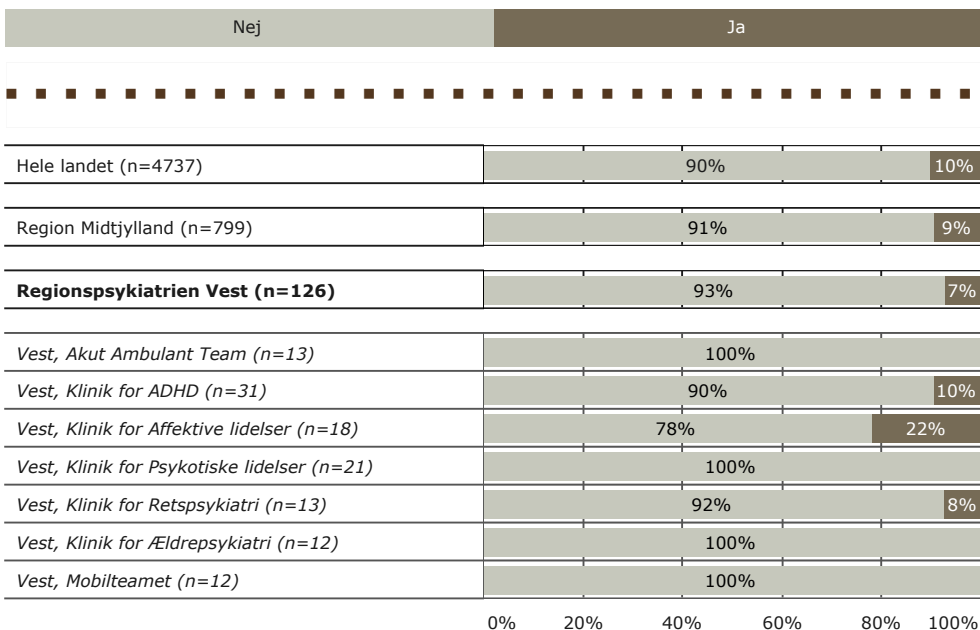 Nej Ja
Hele landet (n=4737) 90% 10%
Region Midtjylland (n=799) 91% 9%
Regionspsykiatrien Vest (n=126) 93% 7%
Vest, Akut Ambulant Team (n=13) 100%
Vest, Klinik for ADHD (n=31) 90% 10%
Vest, Klinik for Affektive lidelser (n=18) 78% 22%
Vest, Klinik for Psykotiske lidelser (n=21) 100%
Vest, Klinik for Retspsykiatri (n=13) 92% 8%
Vest, Klinik for Ældrepsykiatri (n=12) 100%
Vest, Mobilteamet (n=12) 100%
0% 20% 40% 60% 80% 100%